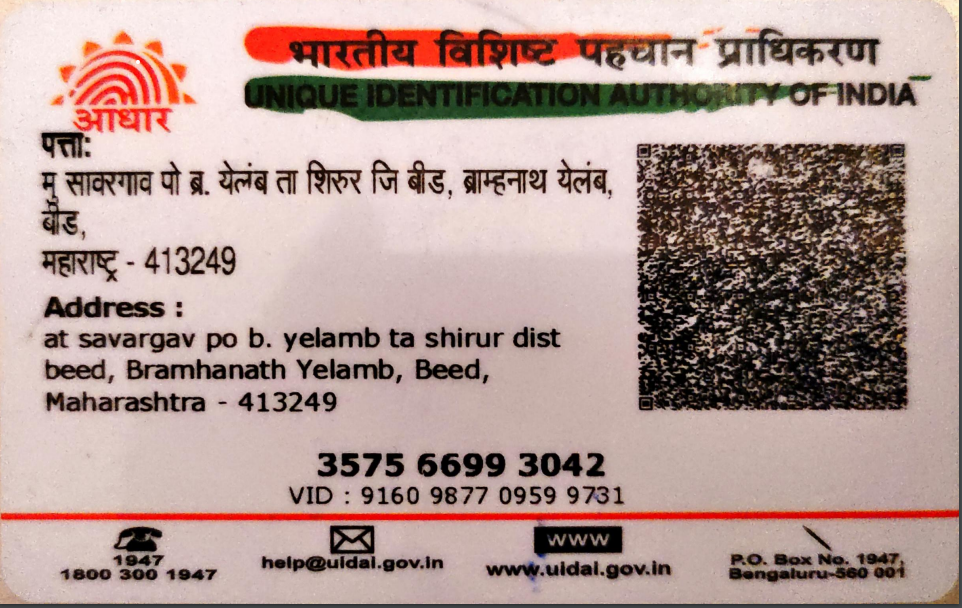 भारतीय विशिष्ट पहचान प्राधिकरण
UNIQUE IDENTIFICATION AUTHORITY OF INDIA
आधार
पत्ता:
मु सावरगाव पो ब्र. येलंब ता शिरुर जि बीड, ब्राम्हनाथ येलंब,
बीड,
महाराष्ट्र - 413249
Address :
at savargav po b. yelamb ta shirur dist
beed, Bramhanath Yelamb, Beed,
Maharashtra - 413249
3575 6699 3042
VID : 9160 9877 0959 9731
1947
1800 300 1947
help@uidai.gov.in
www
www.uidai.gov.in
P.O. Box No. 1947,
Bengaluru-560 001